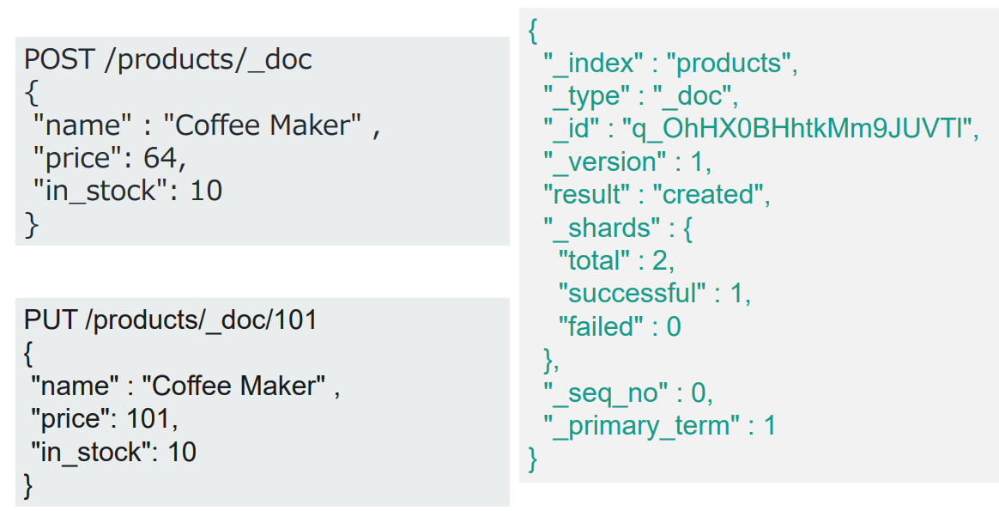 POST /products/_doc
{
"name" : "Coffee Maker" ,
"price": 64,
"in_stock": 10
}
PUT /products/_doc/101
{
"name" : "Coffee Maker" ,
"price": 101,
"in_stock": 10
}
{
"_index" : "products",
"_type" : "_doc",
"_id" : "q_OhHX0BHhtkMm9JUVTl",
"_version" : 1,
"result" : "created",
"_shards" : {
"total" : 2,
"successful" : 1,
"failed" : 0
},
"_seq_no" : 0,
"_primary_term" : 1
}